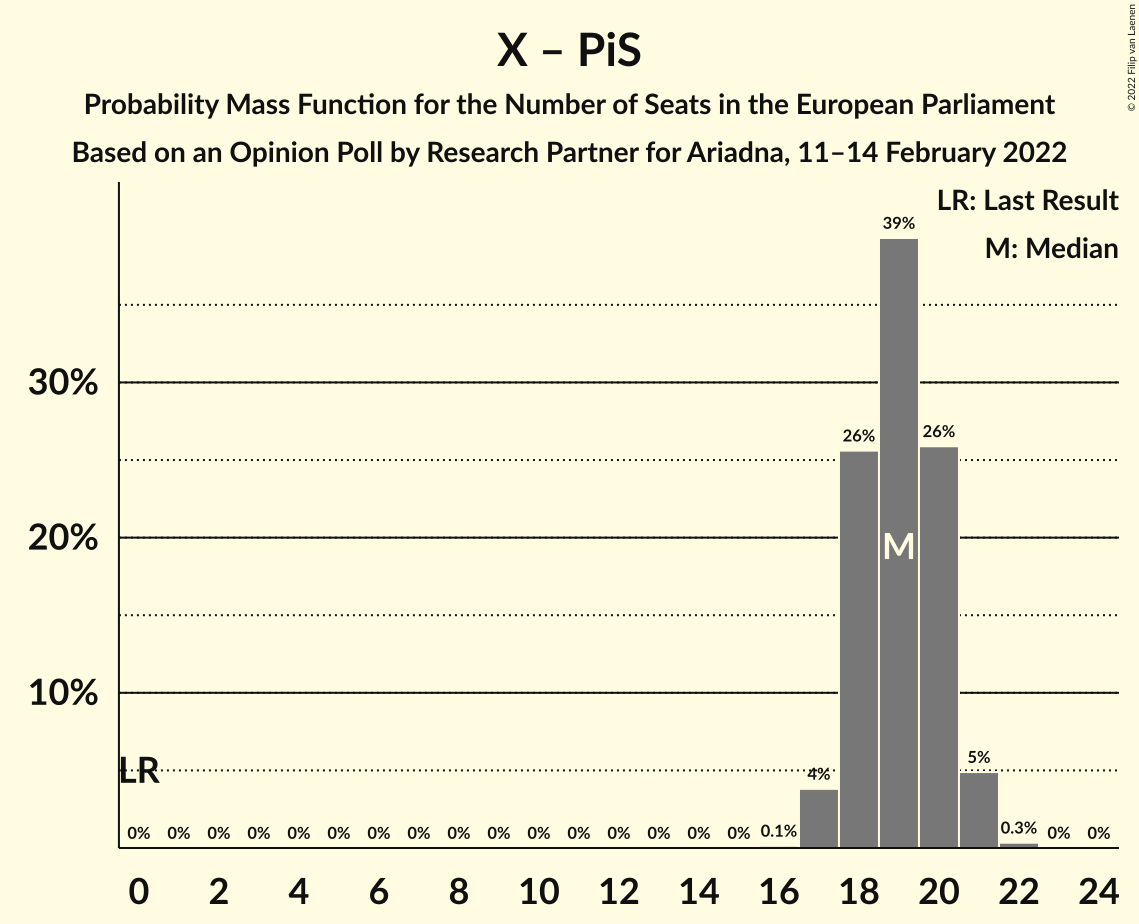 X – PiS
Probability Mass Function for the Number of Seats in the European Parliament
Based on an Opinion Poll by Research Partner for Ariadna, 11–14 February 2022
© 2022 Filip van Laenen
LR: Last Result
M: Median
39%
30%
26%
26%
20%
M
10%
LR
4%
5%
0% 0% 0% 0% 0% 0% 0% 0% 0% 0% 0% 0% 0% 0% 0% 0% 0.1% 0.3% 0% 0%
0 2 4 6 8 10 12 14 16 18 20 22 24